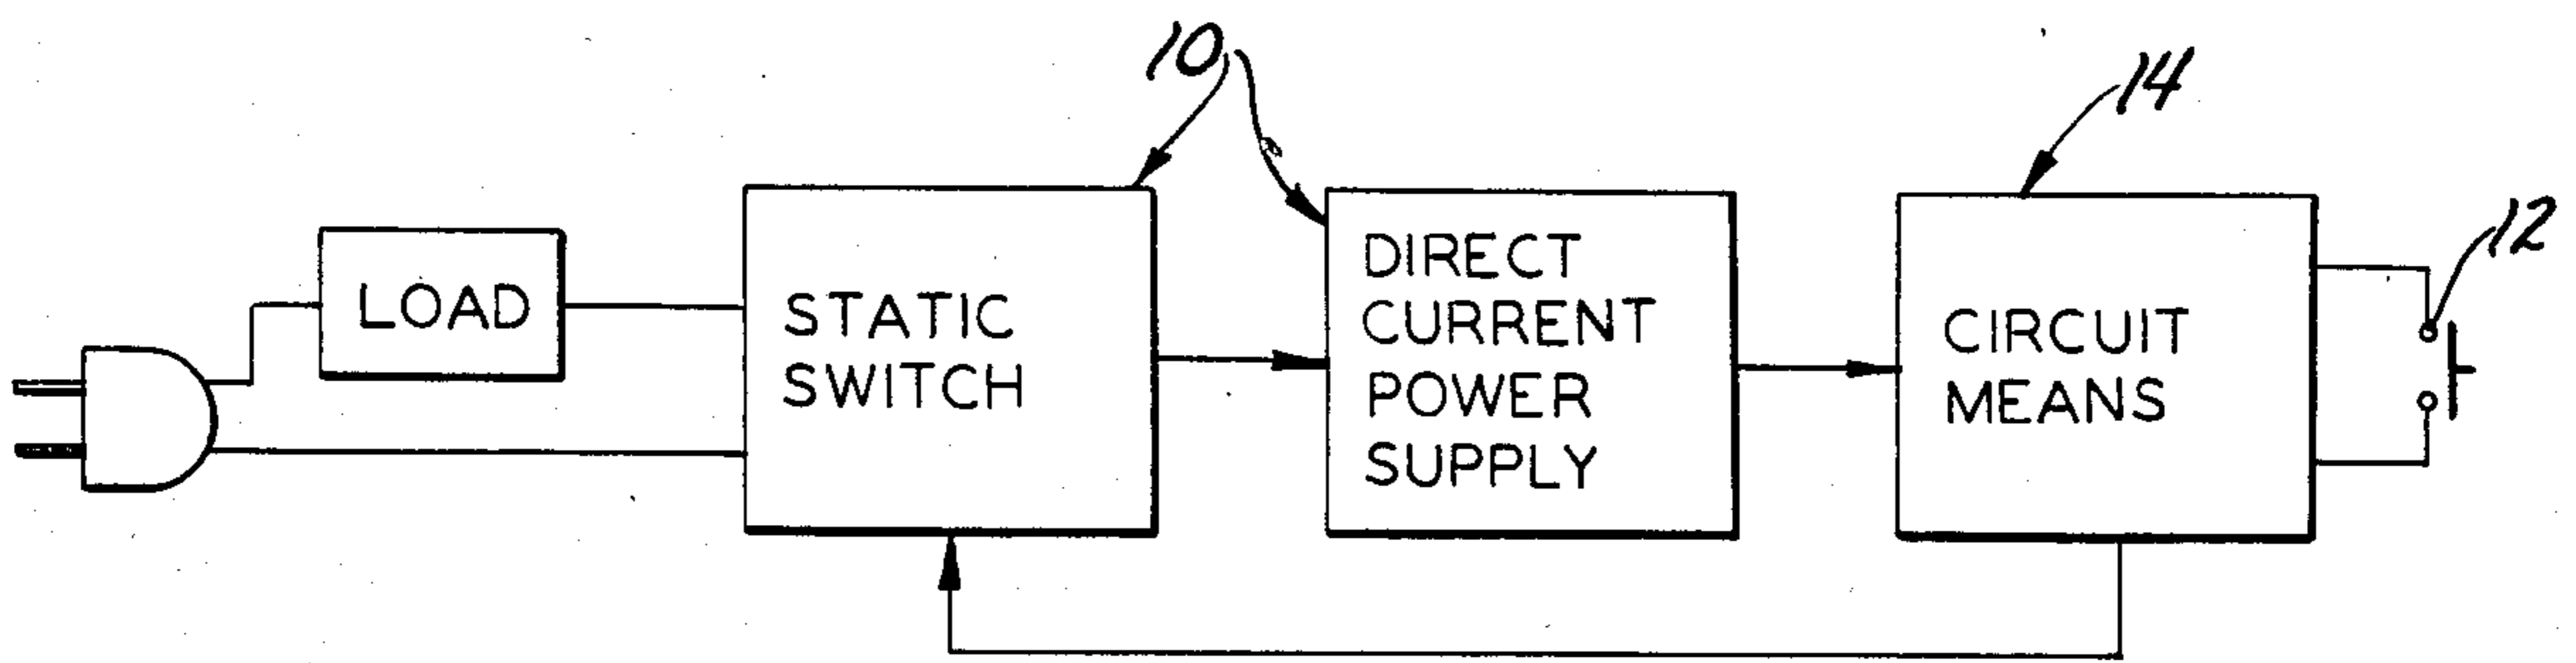 10
14
12
LOAD
STATIC
SWITCH
DIRECT
CURRENT
POWER
SUPPLY
CIRCUIT
MEANS